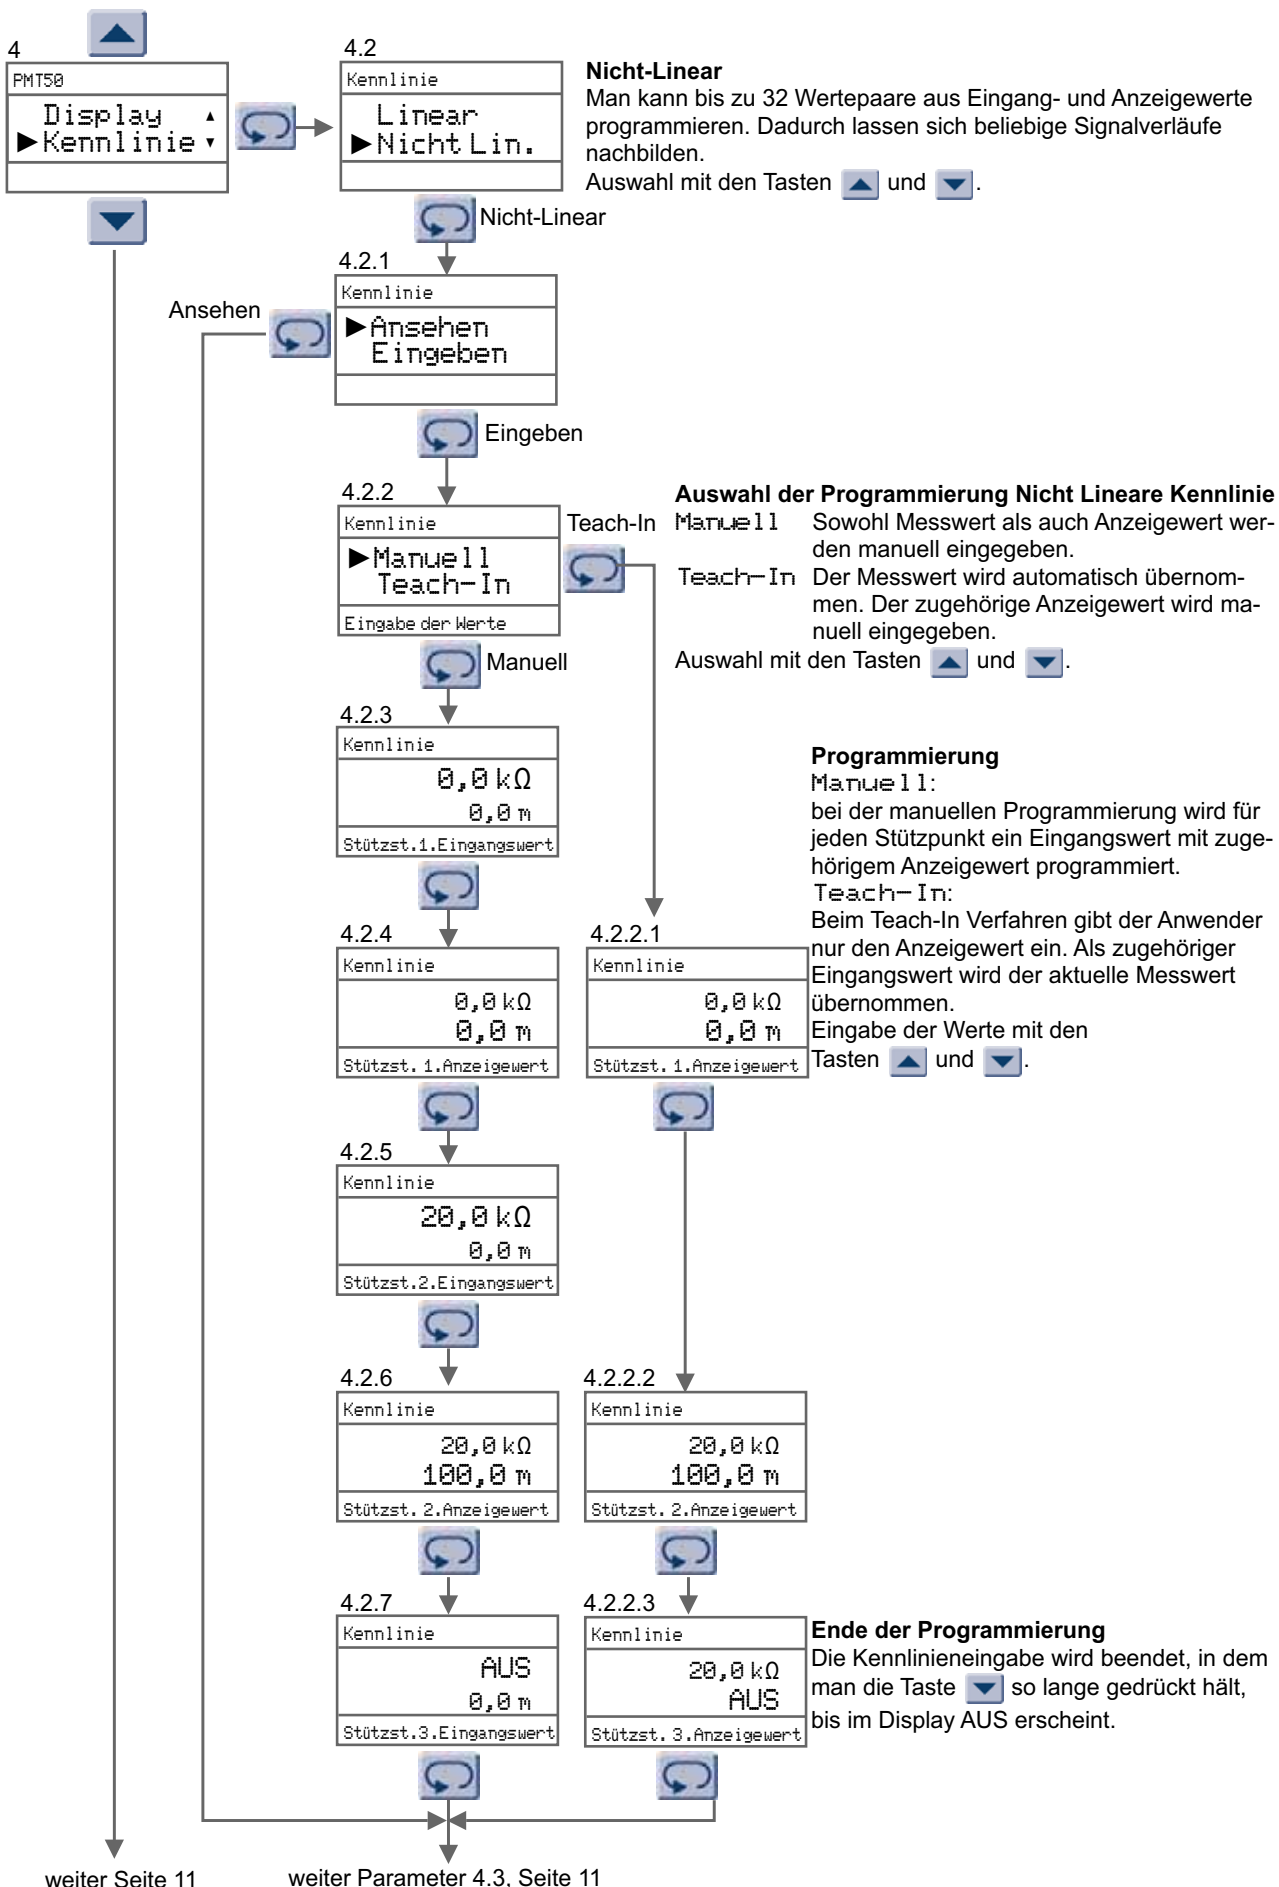 4
PMT50
Display
Kennlinie
4.2
Kennlinie
Linear
Nicht Lin.
Nicht-Linear
Man kann bis zu 32 Wertepaare aus Eingang- und Anzeigewerte
programmieren. Dadurch lassen sich beliebige Signalverläufe
nachbilden.
Auswahl mit den Tasten und .
Nicht-Linear
4.2.1
Kennlinie
Ansehen
Eingeben
Ansehen
Eingeben
4.2.2
Kennlinie
Manuell
Teach-In
Eingabe der Werte
Teach-In
Manuell
Auswahl der Programmierung Nicht Lineare Kennlinie
Manuell Sowohl Messwert als auch Anzeigewert wer-
den manuell eingegeben.
Teach-In Der Messwert wird automatisch übernom-
men. Der zugehörige Anzeigewert wird ma-
nuell eingegeben.
Auswahl mit den Tasten und .
4.2.3
Kennlinie
0,0 kΩ
0,0 m
Stützst.1.Eingangswert
Programmierung
Manuell:
bei der manuellen Programmierung wird für
jeden Stützpunkt ein Eingangswert mit zuge-
hörigem Anzeigewert programmiert.
Teach-In:
Beim Teach-In Verfahren gibt der Anwender
nur den Anzeigewert ein. Als zugehöriger
Eingangswert wird der aktuelle Messwert
übernommen.
Eingabe der Werte mit den
Tasten und .
4.2.4
Kennlinie
0,0 kΩ
0,0 m
Stützst. 1.Anzeigewert
4.2.2.1
Kennlinie
0,0 kΩ
0,0 m
Stützst. 1.Anzeigewert
4.2.5
Kennlinie
20,0 kΩ
0,0 m
Stützst.2.Eingangswert
4.2.6
Kennlinie
20,0 kΩ
100,0 m
Stützst. 2.Anzeigewert
4.2.2.2
Kennlinie
20,0 kΩ
100,0 m
Stützst. 2.Anzeigewert
4.2.7
Kennlinie
AUS
0,0 m
Stützst.3.Eingangswert
4.2.2.3
Kennlinie
20,0 kΩ
AUS
Stützst. 3.Anzeigewert
Ende der Programmierung
Die Kennlinieneingabe wird beendet, in dem
man die Taste so lange gedrückt hält,
bis im Display AUS erscheint.
weiter Seite 11
weiter Parameter 4.3, Seite 11